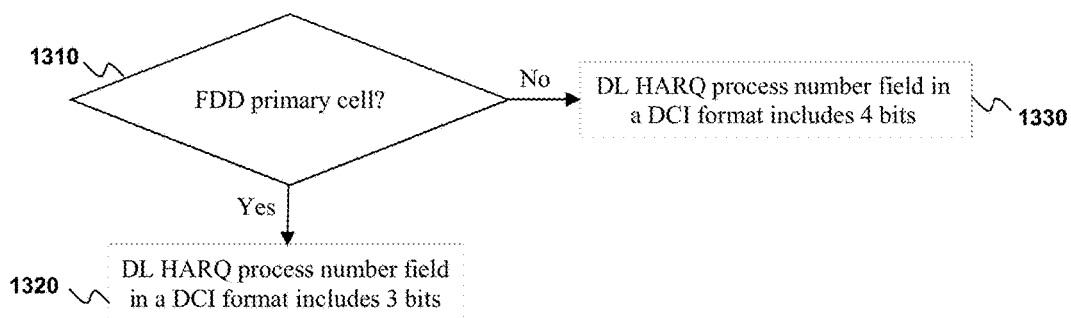 1310
FDD primary cell?
No
DL HARQ process number field in
a DCI format includes 4 bits
1330
Yes
DL HARQ process number field
in a DCI format includes 3 bits
1320